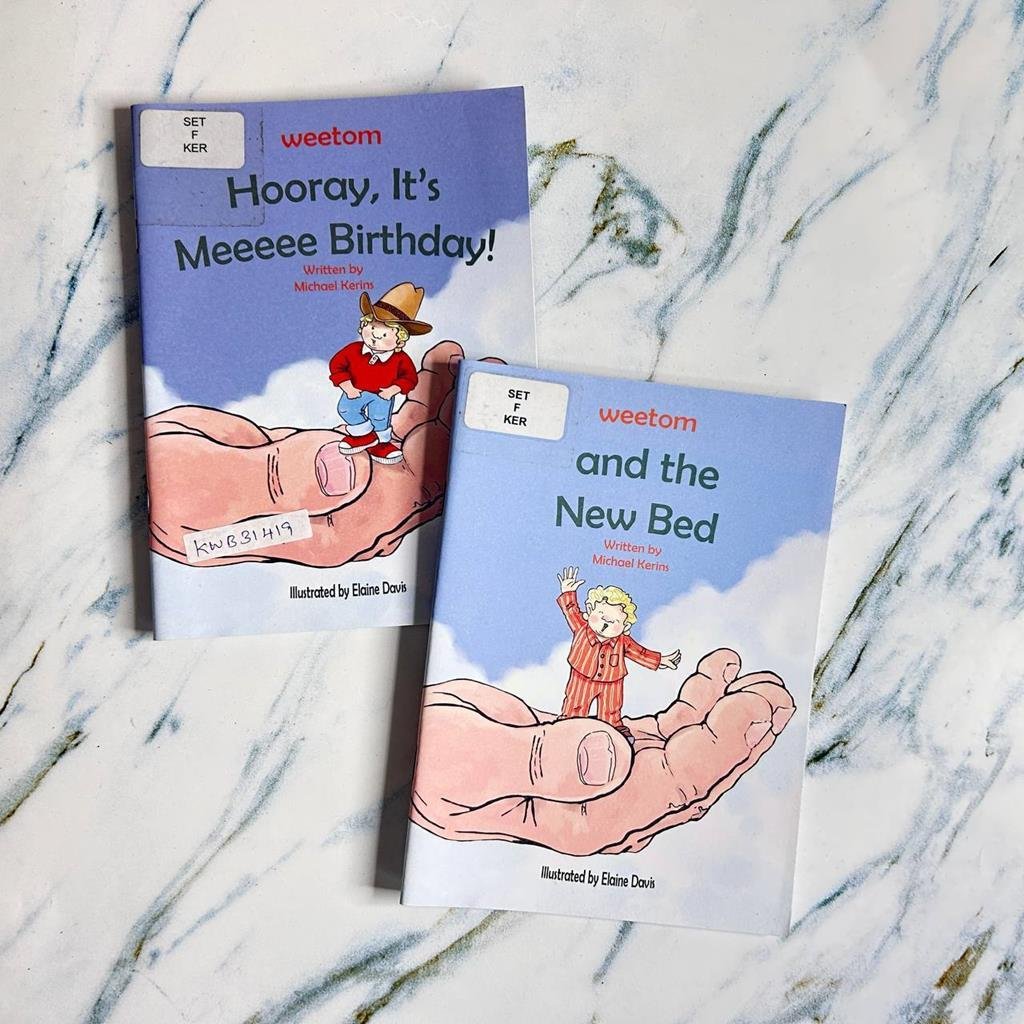 SET
F
KER
weetom
Hooray, It's
Meeeee Birthday!
Written by
Michael Kerins
KWB31419
Illustrated by Elaine Davis
SET
F
KER
weetom
and the
New Bed
Written by
Michael Kerins
Illustrated by Elaine Davis